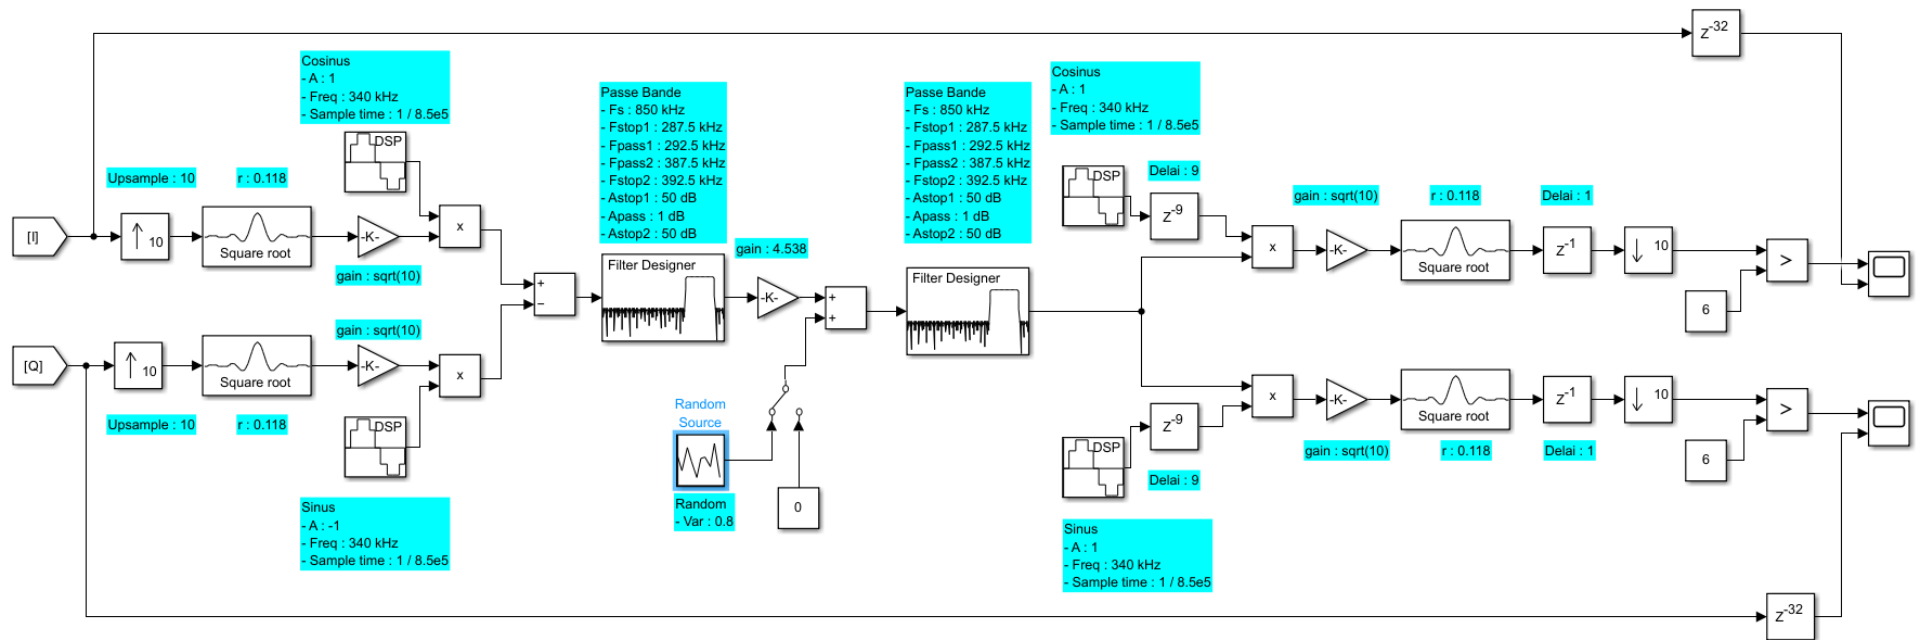 Z-32
Cosinus
- A : 1
- Freq : 340 kHz
- Sample time : 1 / 8.5e5
DSP
Upsample : 10
r : 0.118
[I]
10
Square root
-K-
gain : sqrt(10)
x
Passe Bande
- Fs : 850 kHz
- Fstop1 : 287.5 kHz
- Fpass1 : 292.5 kHz
- Fpass2 : 387.5 kHz
- Fstop2 : 392.5 kHz
- Astop1 : 50 dB
- Apass : 1 dB
- Astop2 : 50 dB
Filter Designer
gain : 4.538
-K-
+
−
+
+
Passe Bande
- Fs : 850 kHz
- Fstop1 : 287.5 kHz
- Fpass1 : 292.5 kHz
- Fpass2 : 387.5 kHz
- Fstop2 : 392.5 kHz
- Astop1 : 50 dB
- Apass : 1 dB
- Astop2 : 50 dB
Filter Designer
Cosinus
- A : 1
- Freq : 340 kHz
- Sample time : 1 / 8.5e5
DSP
Delai : 9
Z-9
x
gain : sqrt(10)
-K-
r : 0.118
Square root
Delai : 1
Z-1
10
>
6
[Q]
10
Upsample : 10
Square root
r : 0.118
gain : sqrt(10)
-K-
x
DSP
Sinus
- A : -1
- Freq : 340 kHz
- Sample time : 1 / 8.5e5
Random
Source
Random
- Var : 0.8
0
x
Z-9
DSP
Delai : 9
Sinus
- A : 1
- Freq : 340 kHz
- Sample time : 1 / 8.5e5
-K-
gain : sqrt(10)
Square root
r : 0.118
Z-1
Delai : 1
10
>
6
Z-32